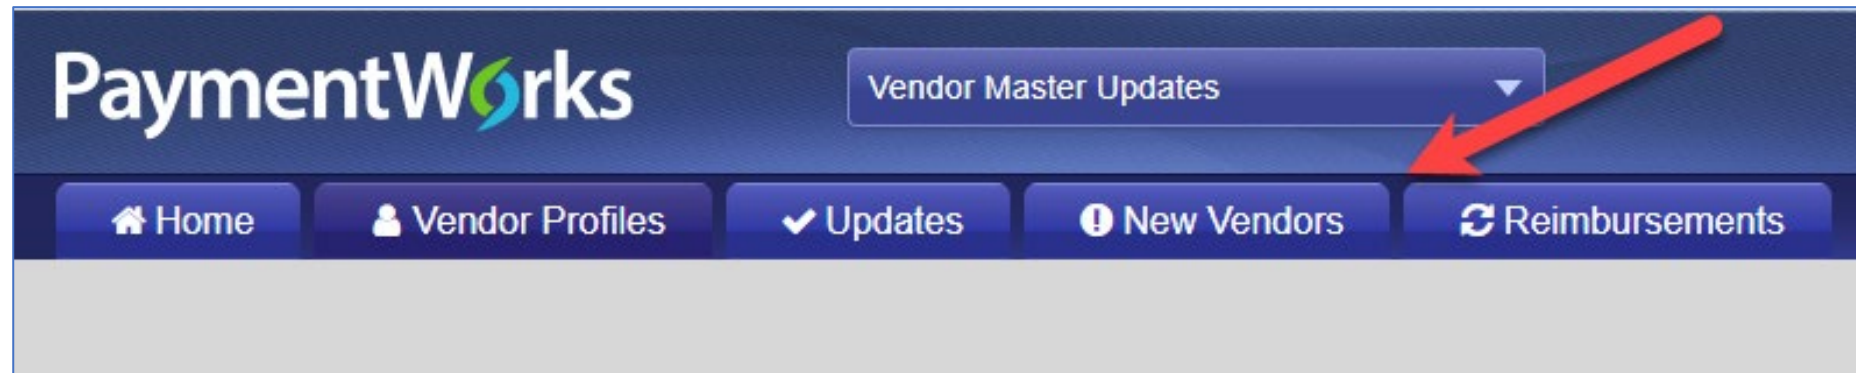 PaymentWorks
Vendor Master Updates
Home
Vendor Profiles
Updates
New Vendors
Reimbursements